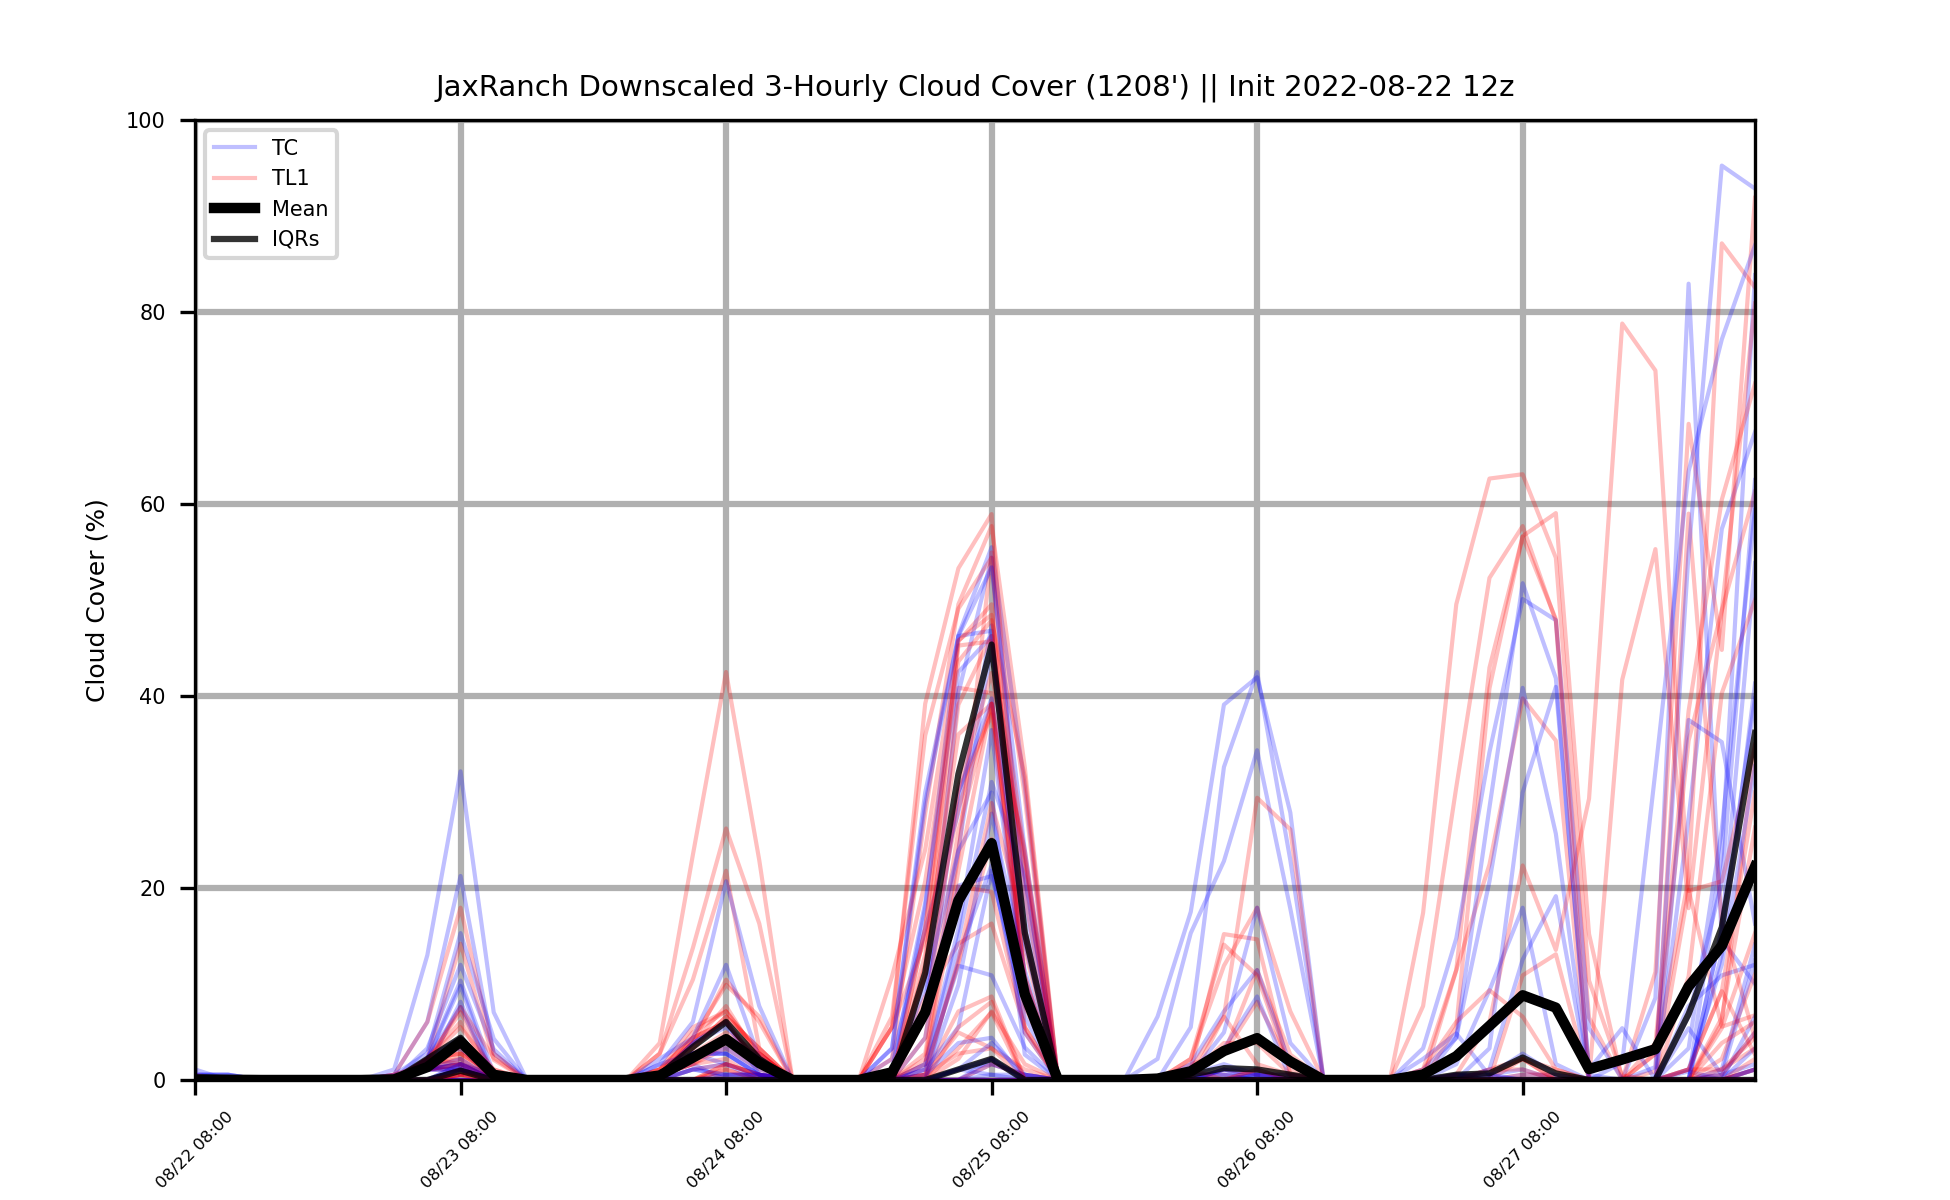 JaxRanch Downscaled 3-Hourly Cloud Cover (1208') || Init 2022-08-22 12z
TC
TL1
Mean
IQRs
Cloud Cover (%)
100
80
60
40
20
0
08/22 08:00
08/23 08:00
08/24 08:00
08/25 08:00
08/26 08:00
08/27 08:00